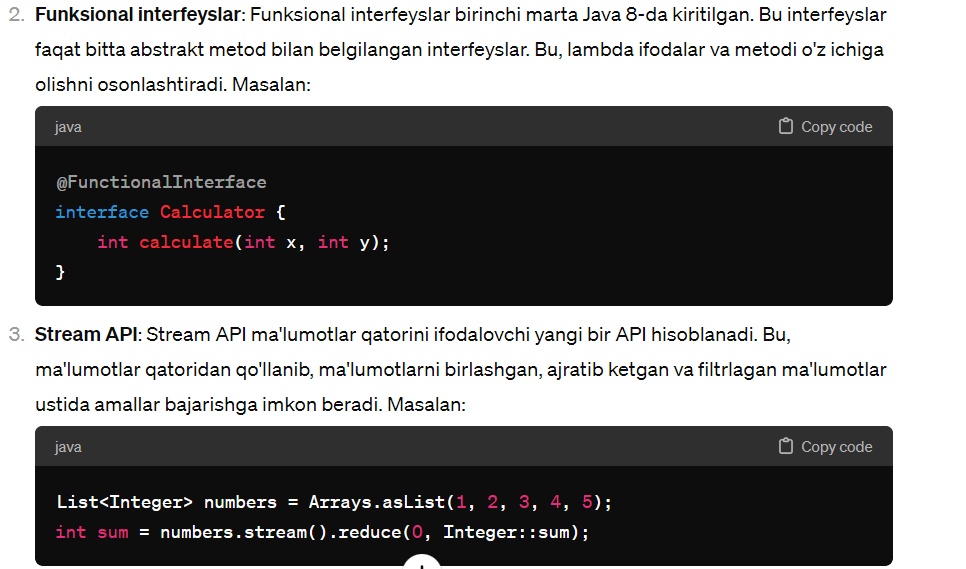 2. Funksional interfeyslar: Funksional interfeyslar birinchi marta Java 8-da kiritilgan. Bu interfeyslar
faqat bitta abstrakt metod bilan belgilangan interfeyslar. Bu, lambda ifodalar va metodi o'z ichiga
olishni osonlashtiradi. Masalan:
java Copy code
@FunctionalInterface
interface Calculator {
    int calculate(int x, int y);
}
3. Stream API: Stream API ma'lumotlar qatorini ifodalovchi yangi bir API hisoblanadi. Bu,
ma'lumotlar qatoridan qo'llanib, ma'lumotlarni birlashgan, ajratib ketgan va filtrlagan ma'lumotlar
ustida amallar bajarishga imkon beradi. Masalan:
java Copy code
List<Integer> numbers = Arrays.asList(1, 2, 3, 4, 5);
int sum = numbers.stream().reduce(0, Integer::sum);